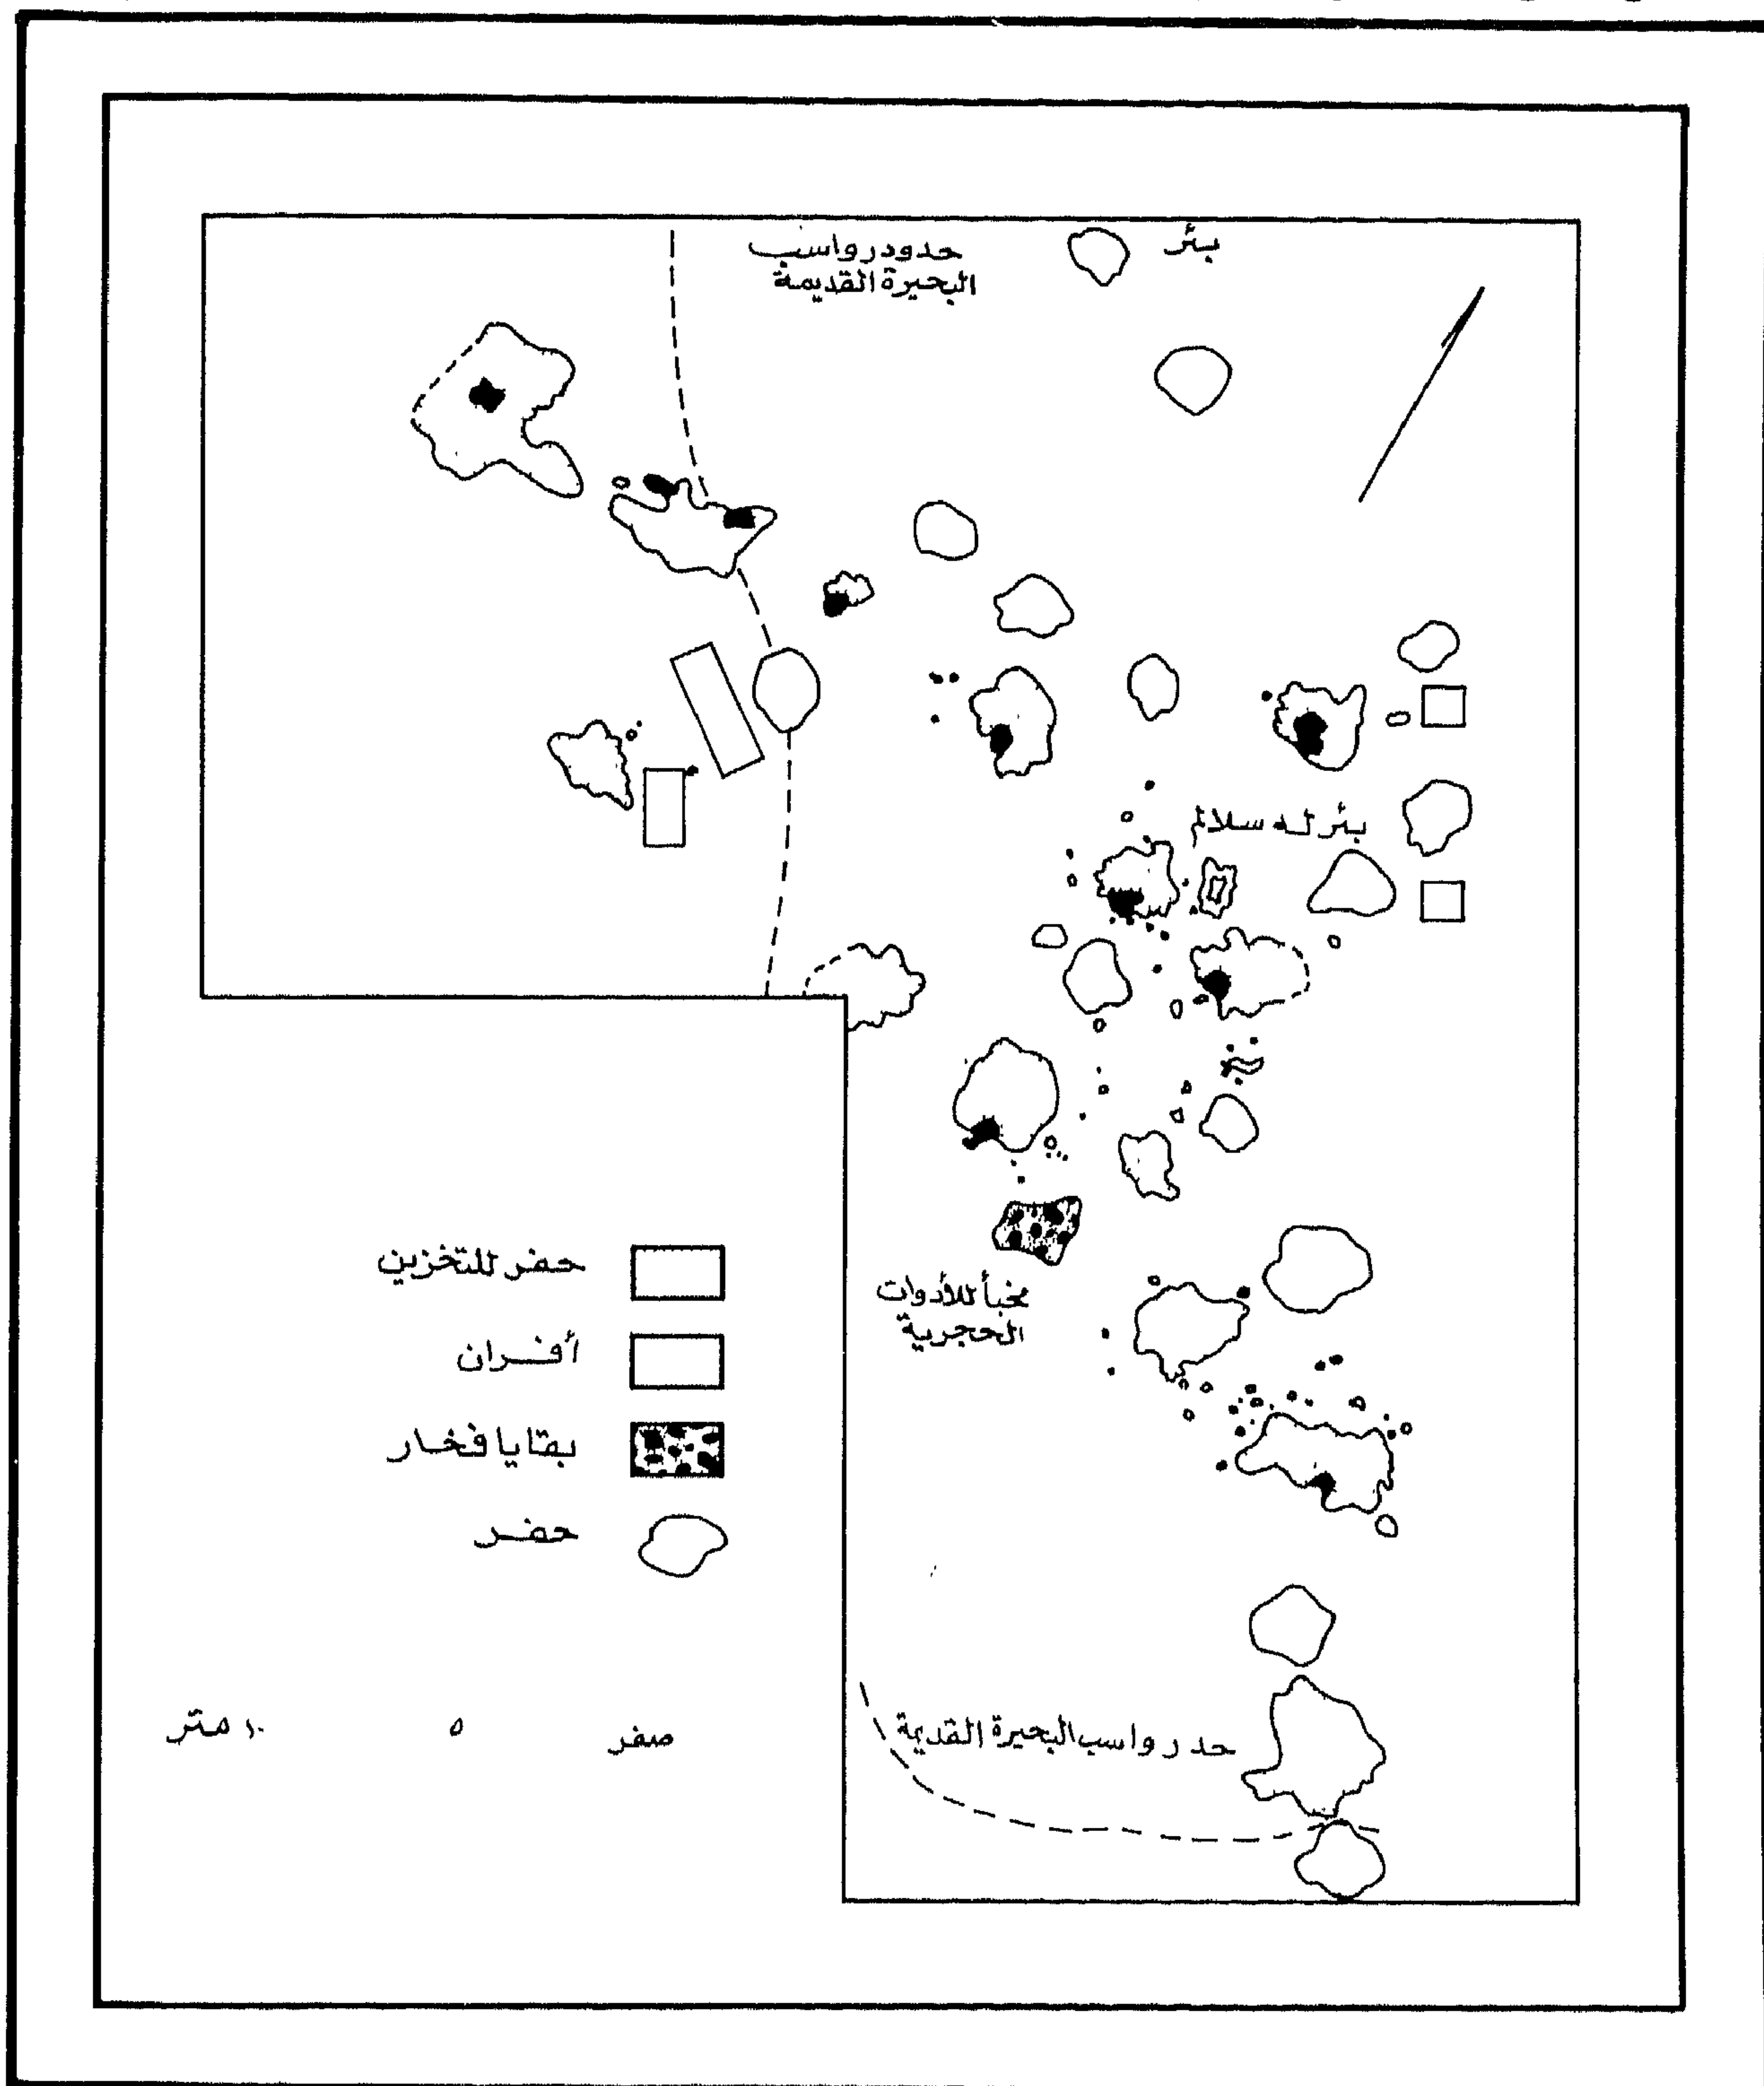 بئر
حدود رواسب
البحيرة القديمة
بئر له سلالم
مخبأ للأدوات
الحجرية
حفر للتخزين
أفران
بقايا فخار
حفر
حد رواسب البحيرة القديمة
صفر ٥ ١٠ متر